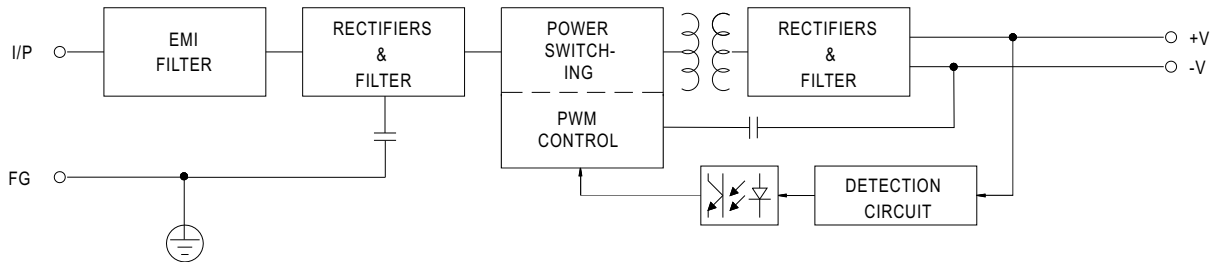 I/P
EMI
FILTER
RECTIFIERS
&
FILTER
POWER
SWITCH-
ING
PWM
CONTROL
RECTIFIERS
&
FILTER
+V
-V
FG
DETECTION
CIRCUIT